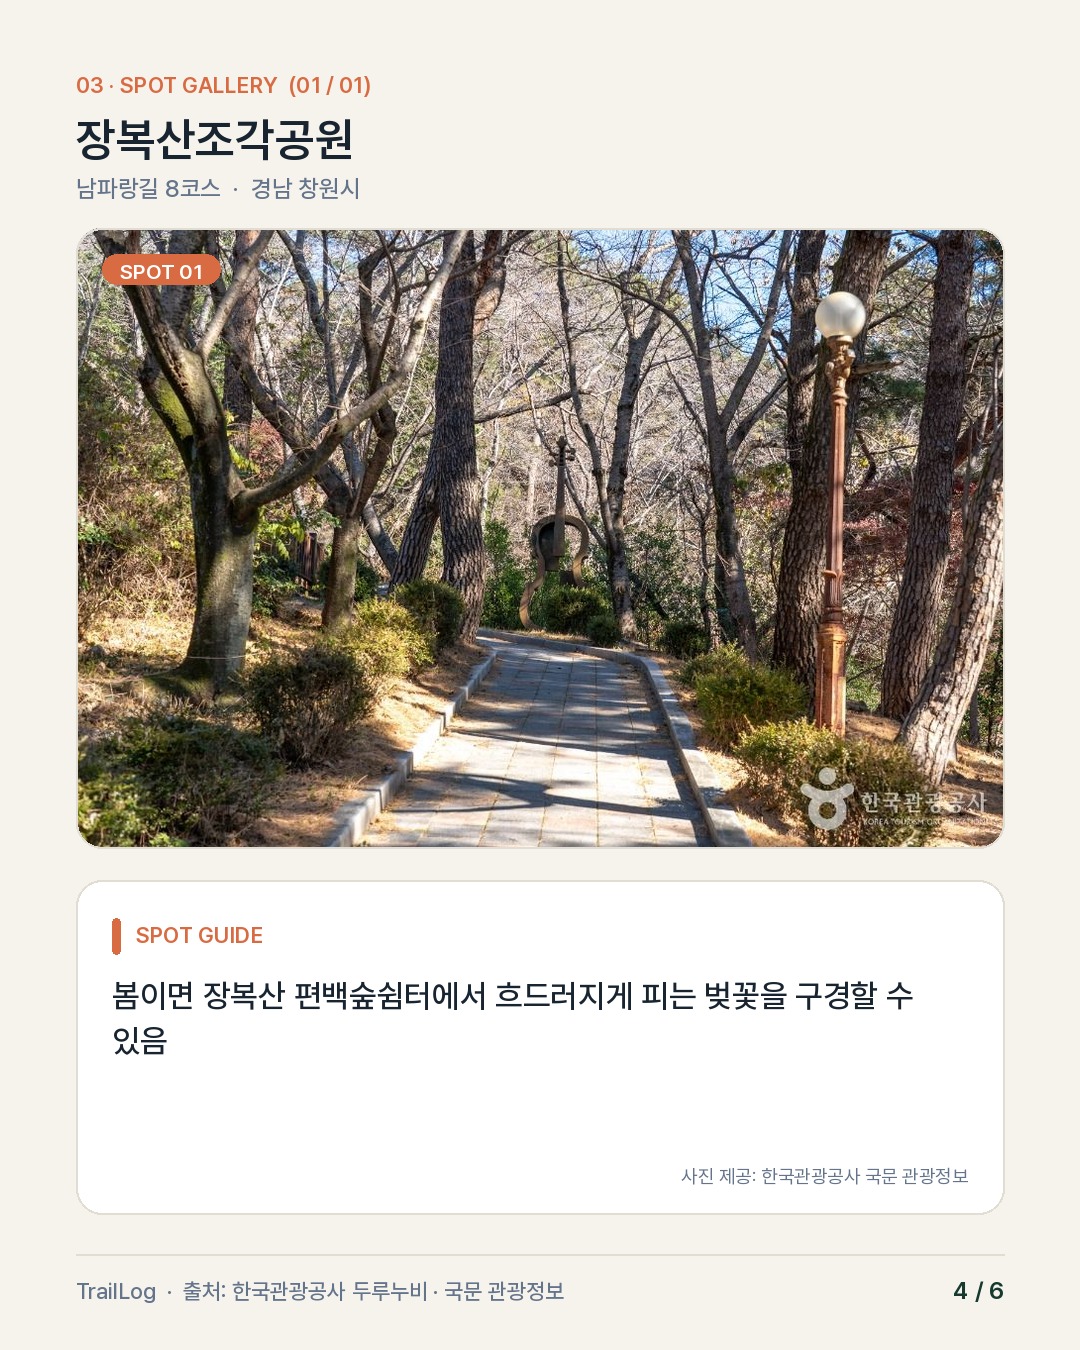 03 · SPOT GALLERY (01 / 01)
장복산조각공원
남파랑길 8코스 · 경남 창원시
SPOT 01
한국관광공사
KOREA TOURISM ORGANIZATION
SPOT GUIDE
봄이면 장복산 편백숲쉼터에서 흐드러지게 피는 벚꽃을 구경할 수
있음
사진 제공: 한국관광공사 국문 관광정보
TrailLog · 출처: 한국관광공사 두루누비 · 국문 관광정보
4 / 6